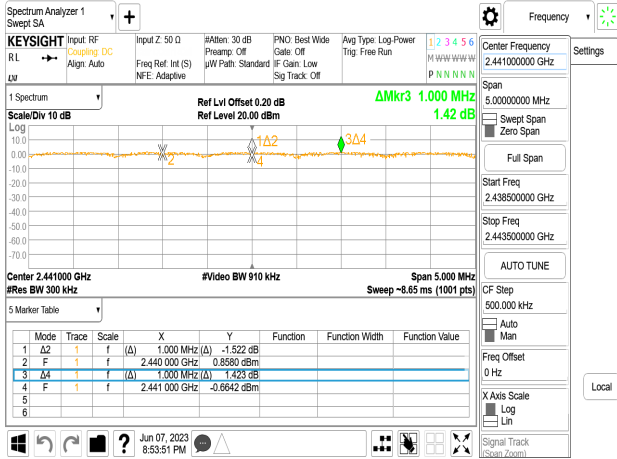 Spectrum Analyzer 1
Swept SA
Frequency
KEYSIGHT Input: RF
Coupling: DC
Align: Auto
Input Z: 50 Ω
Freq Ref: Int (S)
NFE: Adaptive
#Atten: 30 dB
Preamp: Off
µW Path: Standard
PNO: Best Wide
Gate: Off
IF Gain: Low
Sig Track: Off
Avg Type: Log-Power
Trig: Free Run
1 2 3 4 5 6
M W W W W W
P N N N N N
RL
LXI
1 Spectrum
Scale/Div 10 dB
Ref Lvl Offset 0.20 dB
Ref Level 20.00 dBm
ΔMkr3 1.000 MHz
1.42 dB
Log
10.0
0.00
-10.0
-20.0
-30.0
-40.0
-50.0
-60.0
-70.0
2
1Δ2
4
3Δ4
Center 2.441000 GHz
#Res BW 300 kHz
#Video BW 910 kHz
Span 5.000 MHz
Sweep ~8.65 ms (1001 pts)
5 Marker Table
Mode Trace Scale X Y Function Function Width Function Value
1 Δ2 1 f (Δ) 1.000 MHz (Δ) -1.522 dB
2 F 1 f 2.440 000 GHz 0.8580 dBm
3 Δ4 1 f (Δ) 1.000 MHz (Δ) 1.423 dB
4 F 1 f 2.441 000 GHz -0.6642 dBm
5
6
?
Jun 07, 2023
8:53:51 PM
Center Frequency
2.441000000 GHz
Settings
Span
5.00000000 MHz
Swept Span
Zero Span
Full Span
Start Freq
2.438500000 GHz
Stop Freq
2.443500000 GHz
AUTO TUNE
CF Step
500.000 kHz
Auto
Man
Freq Offset
0 Hz
Local
X Axis Scale
Log
Lin
Signal Track
(Span Zoom)